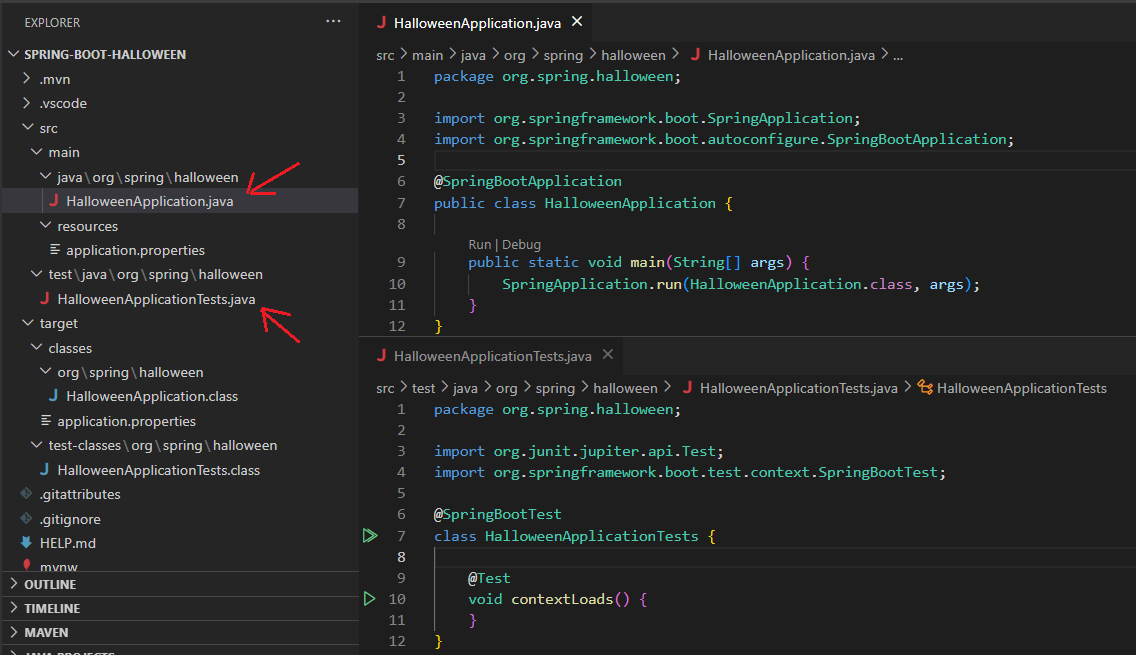 EXPLORER
SPRING-BOOT-HALLOWEEN
.mvn
.vscode
src
main
java\org\spring\halloween
HalloweenApplication.java
resources
application.properties
test\java\org\spring\halloween
HalloweenApplicationTests.java
target
classes
org\spring\halloween
HalloweenApplication.class
application.properties
test-classes\org\spring\halloween
HalloweenApplicationTests.class
.gitattributes
.gitignore
HELP.md
mvnw
OUTLINE
TIMELINE
MAVEN
JAVA PROJECTS
HalloweenApplication.java
src > main > java > org > spring > halloween > HalloweenApplication.java > ...
1 package org.spring.halloween;
2
3 import org.springframework.boot.SpringApplication;
4 import org.springframework.boot.autoconfigure.SpringBootApplication;
5
6 @SpringBootApplication
7 public class HalloweenApplication {
8
Run | Debug
9 public static void main(String[] args) {
10 SpringApplication.run(HalloweenApplication.class, args);
11 }
12 }
HalloweenApplicationTests.java
src > test > java > org > spring > halloween > HalloweenApplicationTests.java > HalloweenApplicationTests
1 package org.spring.halloween;
2
3 import org.junit.jupiter.api.Test;
4 import org.springframework.boot.test.context.SpringBootTest;
5
6 @SpringBootTest
7 class HalloweenApplicationTests {
8
9 @Test
10 void contextLoads() {
11 }
12 }